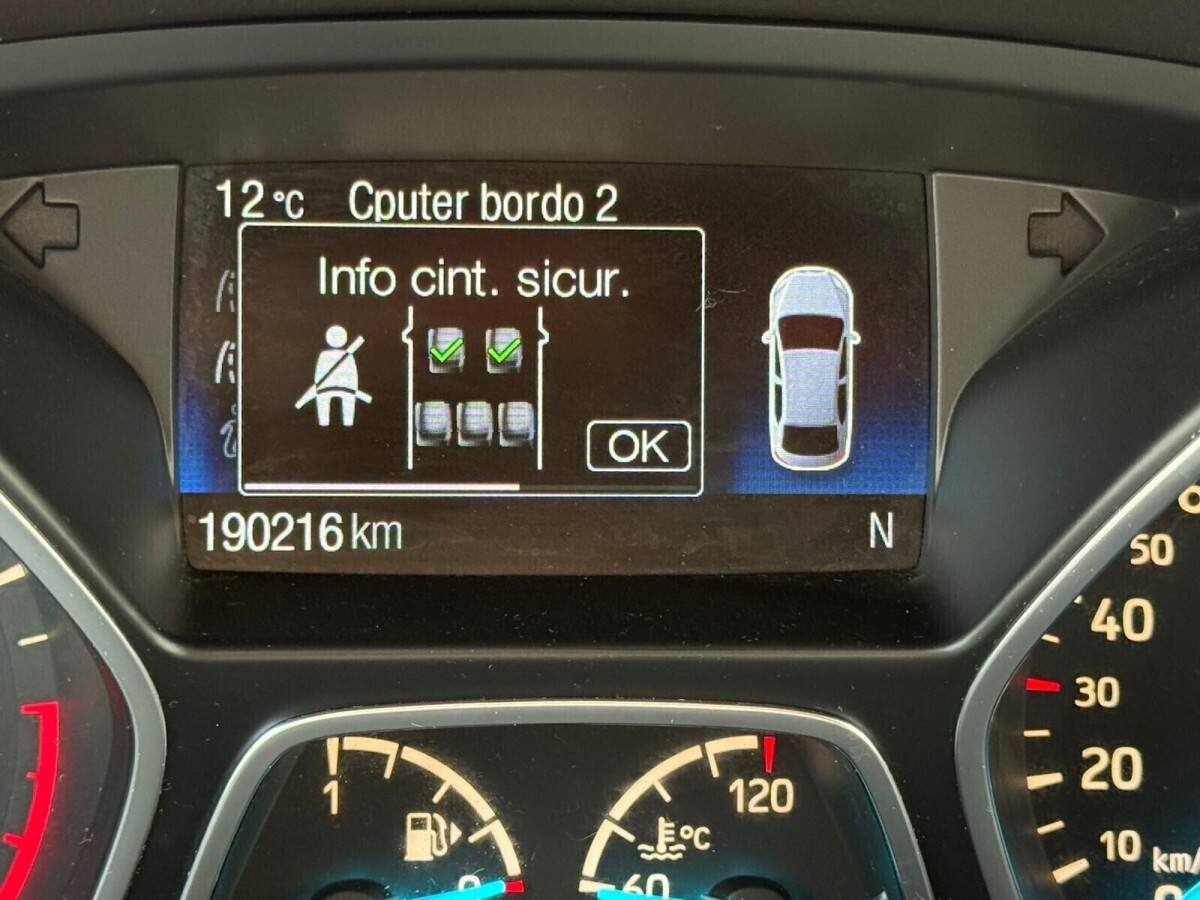 12 °C Cputer bordo 2
Info cint. sicur.
OK
190216 km N
50
40
30
20
10
km/
1
120
°C
0
60